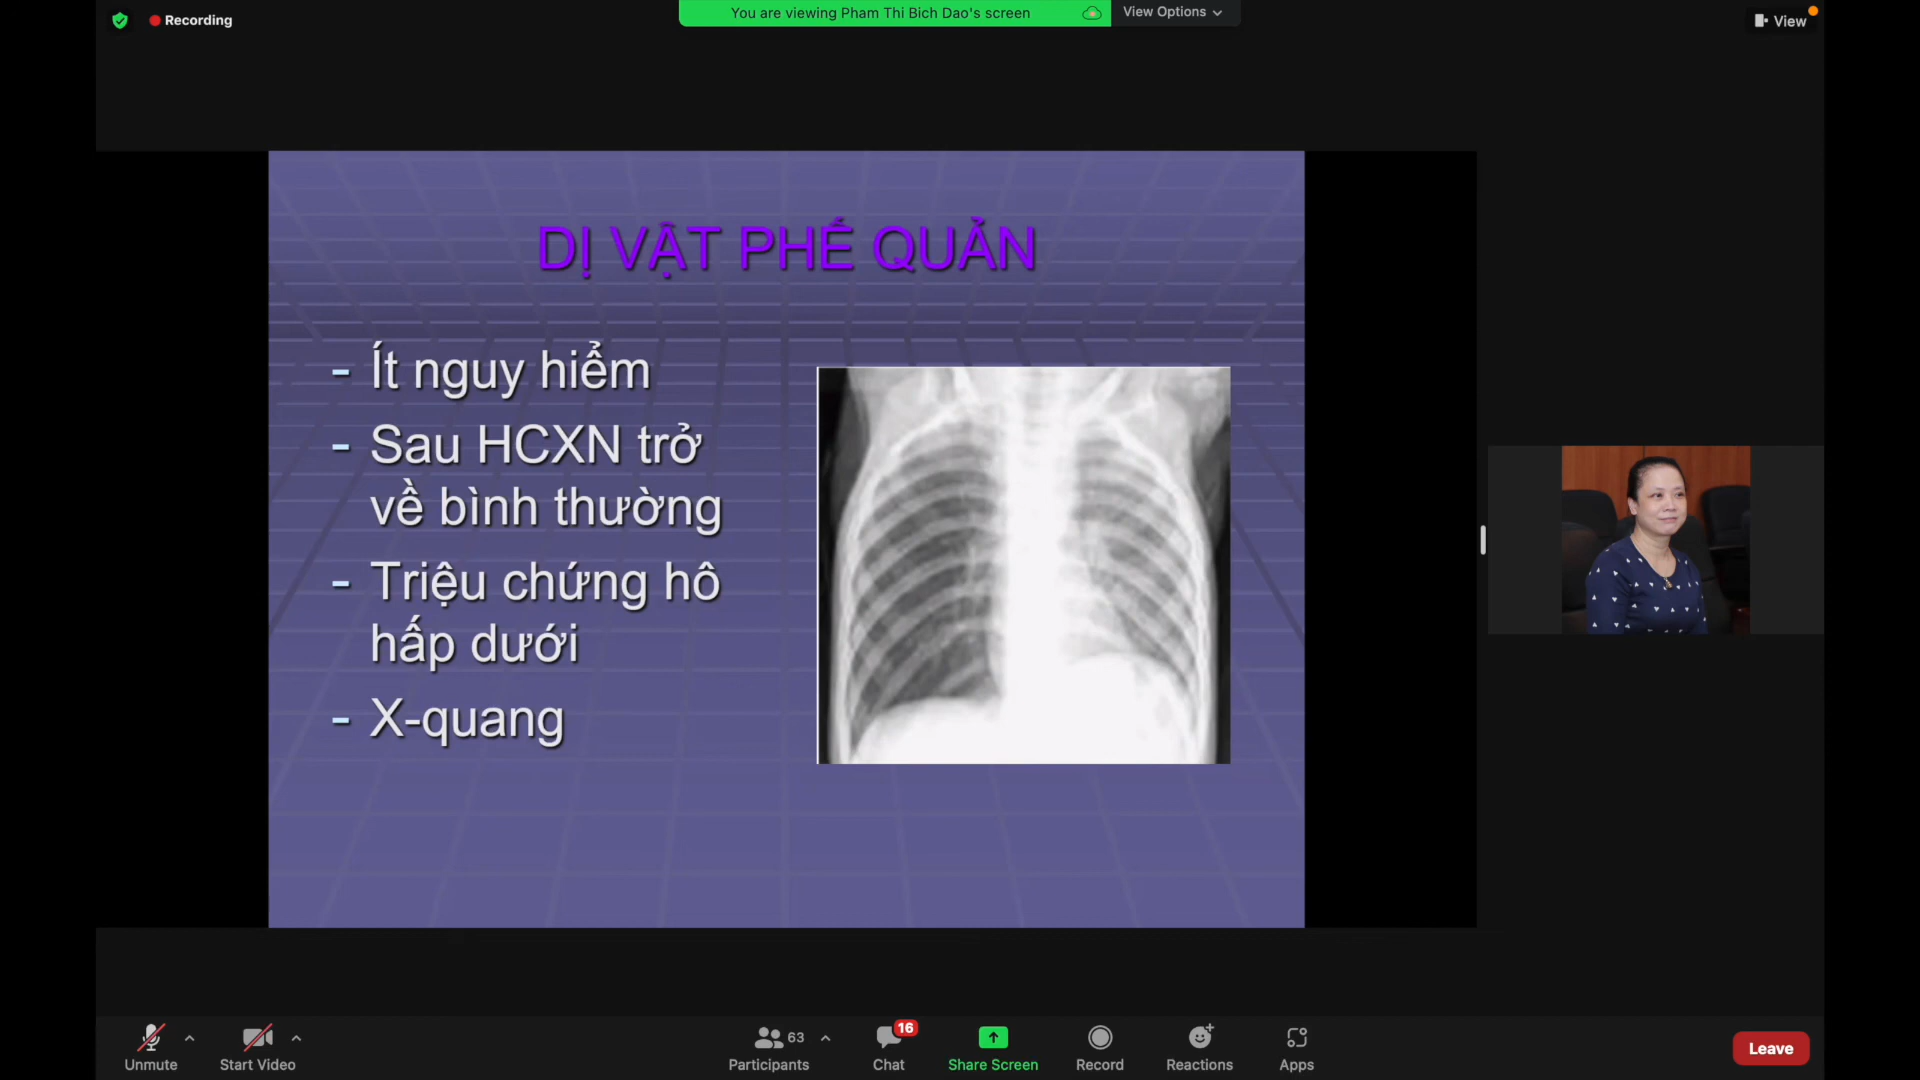 Recording
You are viewing Pham Thi Bich Dao's screen
View Options
View
DỊ VẬT PHẾ QUẢN
- Ít nguy hiểm
- Sau HCXN trở
về bình thường
- Triệu chứng hô
hấp dưới
- X-quang
Unmute
Start Video
63
Participants
16
Chat
Share Screen
Record
Reactions
Apps
Leave